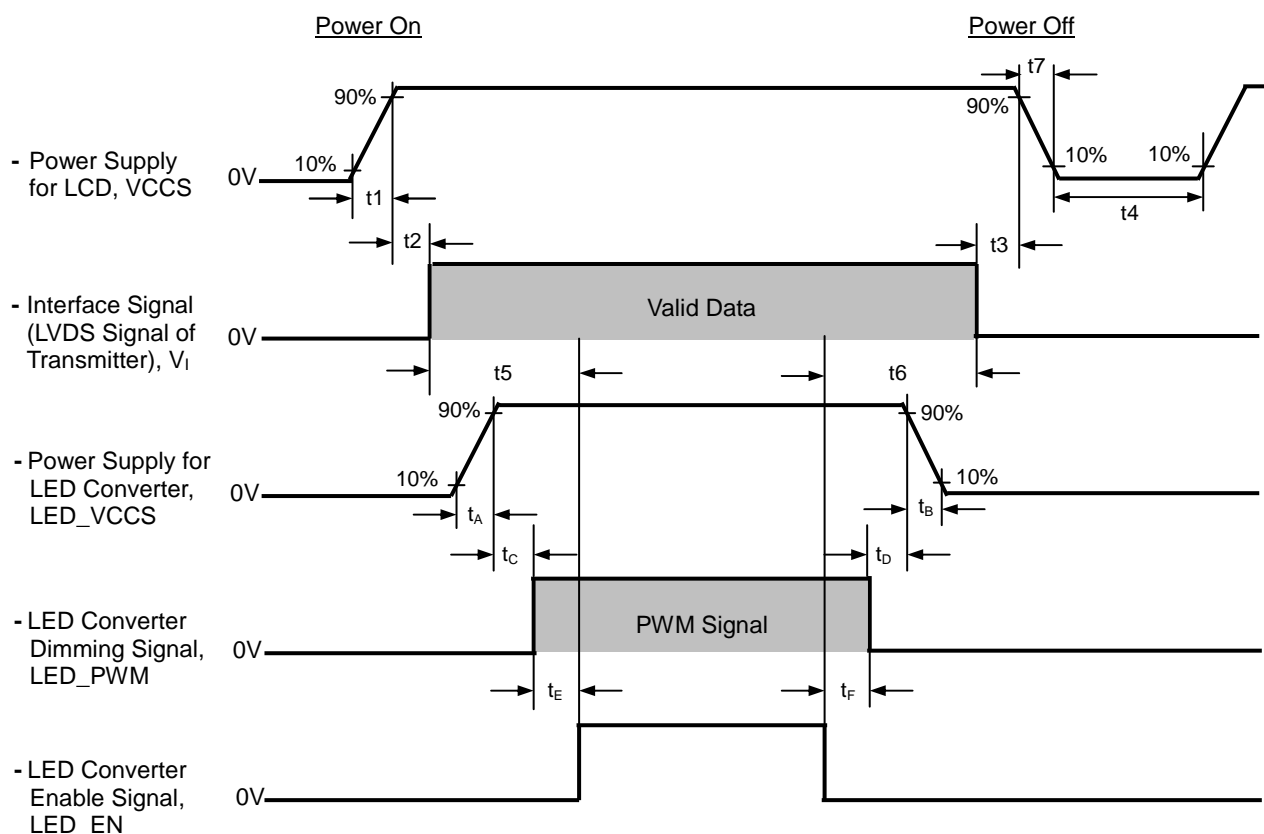 Power On
Power Off
t7
90%
90%
- Power Supply
for LCD, VCCS
10%
10%
10%
0V
t1
t4
t2
t3
- Interface Signal
(LVDS Signal of
Transmitter), VI
0V
Valid Data
t5
t6
90%
90%
- Power Supply for
LED Converter,
LED_VCCS
10%
10%
0V
tA
tB
tC
tD
- LED Converter
Dimming Signal,
LED_PWM
0V
PWM Signal
tE
tF
- LED Converter
Enable Signal,
LED_EN
0V